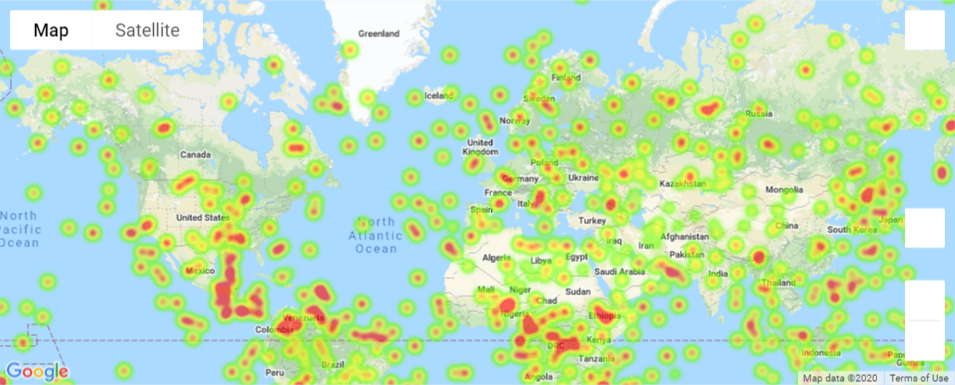 Map Satellite
Greenland
Iceland
Finland
Sweden
Norway
Russia
United
Kingdom
Canada
Poland
Germany
Ukraine
Kazakhstan
Mongolia
France
Italy
North
Pacific
Ocean
United States
North
Atlantic
Ocean
Spain
Turkey
China
Japan
South Korea
Iraq
Iran
Afghanistan
Pakistan
Algeria
Libya
Egypt
Saudi Arabia
India
Mexico
Mali
Niger
Chad
Sudan
Thailand
Nigeria
Ethiopia
Venezuela
Colombia
Kenya
DRC
Indonesia
Peru
Brazil
Tanzania
Angola
Papua
Guinea
Google
Map data ©2020 Terms of Use